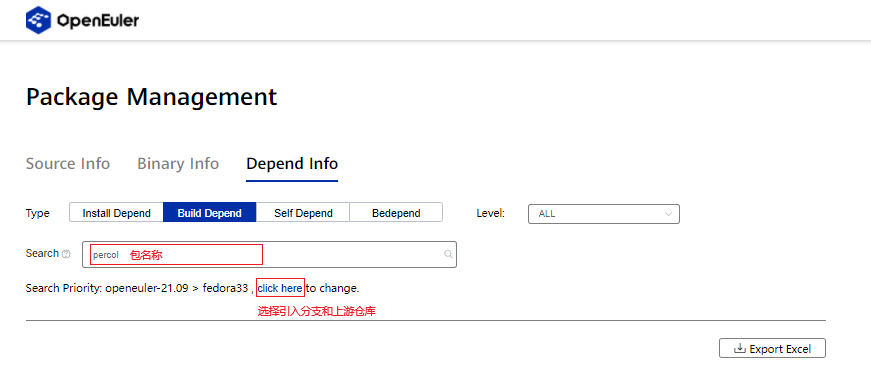 OpenEuler
Package Management
Source Info Binary Info Depend Info
Type Install Depend Build Depend Self Depend Bedepend Level: ALL
Search percol 包名称
Search Priority: openeuler-21.09 > fedora33 , click here to change.
选择引入分支和上游仓库
Export Excel